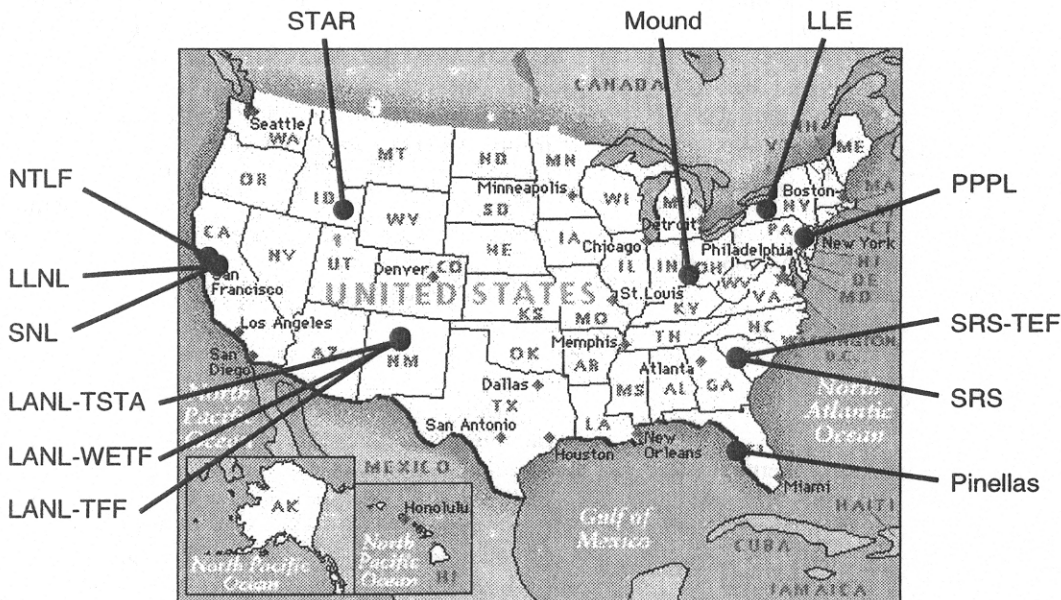 STAR
Mound
LLE
CANADA
Seattle
WA
MT
ND
MN
ME
NTLF
OR
ID
Minneapolis
WI
Boston
MA
PPPL
SD
MI
NY
WY
Detroit
CT
CA
IA
Chicago
PA
Philadelphia
New York
NV
NE
IL
IN
OH
NJ
DE
MD
UT
Denver
CO
WV
VA
LLNL
San
Francisco
UNITED STATES
St. Louis
KY
KS
MO
SNL
Los Angeles
TN
NC
SRS-TEF
Memphis
AZ
NM
OK
AR
San
Diego
Atlanta
D.C.
MS
AL
GA
LANL-TSTA
North
Pacific
Ocean
Dallas
TX
North
Atlantic
Ocean
SRS
San Antonio
LA
LANL-WETF
Houston
New
Orleans
MEXICO
Miami
Pinellas
LANL-TFF
AK
Honolulu
Gulf of
Mexico
HAITI
North Pacific
Ocean
North
Pacific
Ocean
HI
CUBA
JAMAICA